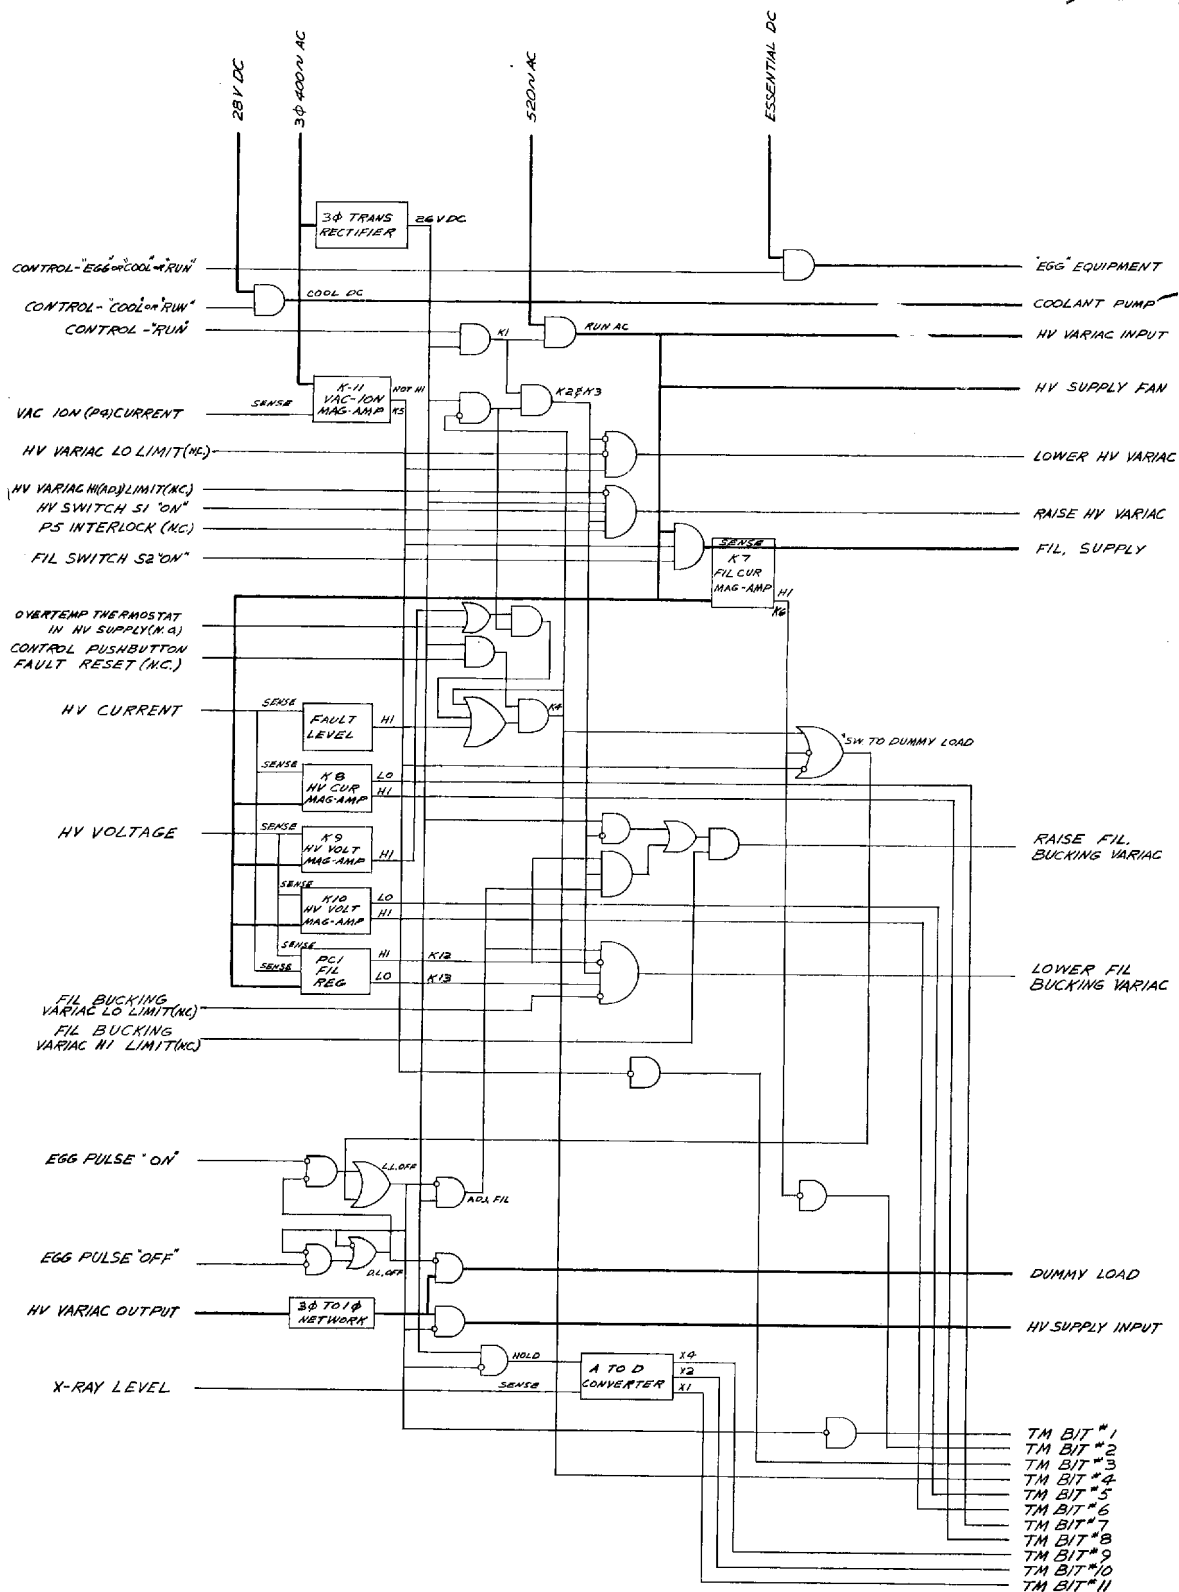 28 V DC
3Φ 400~ AC
520~ AC
ESSENTIAL DC
3Φ TRANS
RECTIFIER
26 V DC
CONTROL-"EGG" OR "COOL" OR "RUN"
"EGG" EQUIPMENT
CONTROL-"COOL" OR "RUN"
COOL DC
COOLANT PUMP
CONTROL-"RUN"
K1
RUN AC
HV VARIAC INPUT
K-11
VAC-ION
MAG-AMP
NOT HI
K5
K2 & K3
HV SUPPLY FAN
VAC ION (P4) CURRENT
SENSE
HV VARIAC LO LIMIT (N.C.)
LOWER HV VARIAC
HV VARIAC HI (ADJ) LIMIT (N.C.)
HV SWITCH S1 "ON"
RAISE HV VARIAC
PS INTERLOCK (N.C.)
FIL SWITCH S2 "ON"
SENSE
K7
FIL CUR
MAG-AMP
HI
K6
FIL. SUPPLY
OVERTEMP THERMOSTAT
IN HV SUPPLY (N.O.)
CONTROL PUSHBUTTON
FAULT RESET (N.C.)
HV CURRENT
SENSE
FAULT
LEVEL
HI
K4
"SW. TO DUMMY LOAD
SENSE
K8
HV CUR
MAG-AMP
LO
HI
HV VOLTAGE
SENSE
K9
HV VOLT
MAG-AMP
HI
RAISE FIL.
BUCKING VARIAC
SENSE
K10
HV VOLT
MAG-AMP
LO
HI
SENSE
SENSE
PC1
FIL
REG
HI
K12
LO
K13
LOWER FIL
BUCKING VARIAC
FIL BUCKING
VARIAC LO LIMIT (N.C.)
FIL BUCKING
VARIAC HI LIMIT (N.C.)
EGG PULSE "ON"
L.L. OFF
ADJ. FIL
EGG PULSE "OFF"
D.L. OFF
DUMMY LOAD
HV VARIAC OUTPUT
3Φ TO 1Φ
NETWORK
HV SUPPLY INPUT
HOLD
X-RAY LEVEL
SENSE
A TO D
CONVERTER
X4
X2
X1
TM BIT #1
TM BIT #2
TM BIT #3
TM BIT #4
TM BIT #5
TM BIT #6
TM BIT #7
TM BIT #8
TM BIT #9
TM BIT #10
TM BIT #11